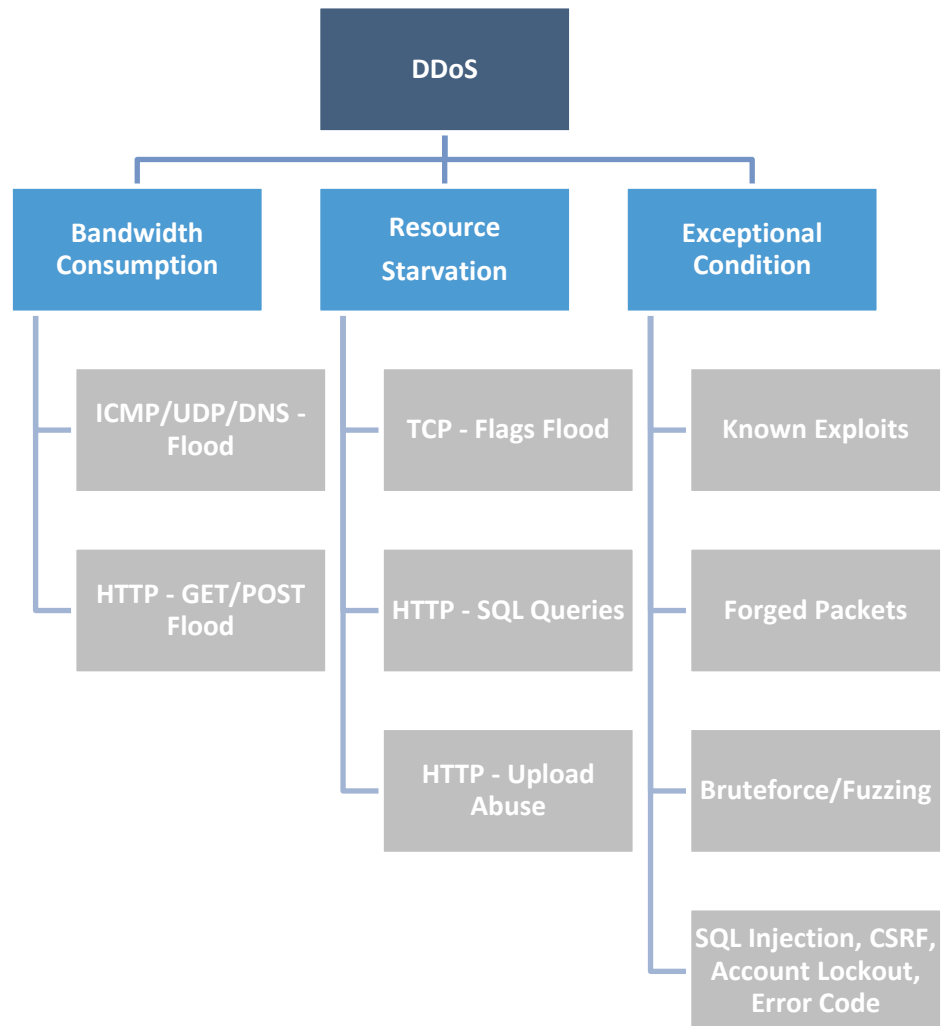 DDoS
Bandwidth
Consumption
Resource
Starvation
Exceptional
Condition
ICMP/UDP/DNS -
Flood
HTTP - GET/POST
Flood
TCP - Flags Flood
HTTP - SQL Queries
HTTP - Upload
Abuse
Known Exploits
Forged Packets
Bruteforce/Fuzzing
SQL Injection, CSRF,
Account Lockout,
Error Code